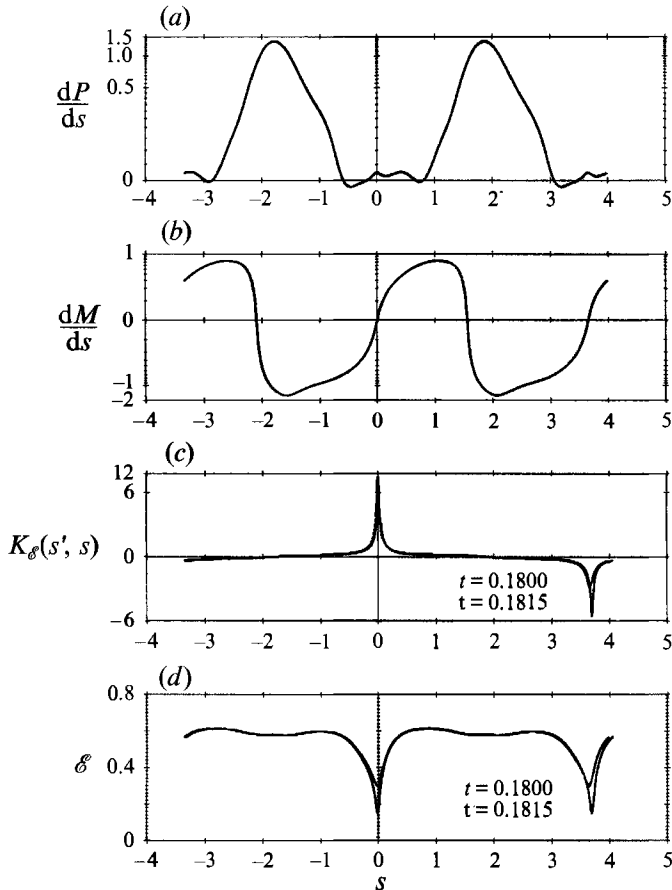 (a)
1.5
1.0
0.5
0
dP
ds
–4 –3 –2 –1 0 1 2 3 4 5
(b)
1
0
–1
–2
dM
ds
–4 –3 –2 –1 0 1 2 3 4 5
(c)
12
6
0
–6
K_ℰ(s′, s)
t = 0.1800
t = 0.1815
–4 –3 –2 –1 0 1 2 3 4 5
(d)
0.8
0.4
0
ℰ
t = 0.1800
t = 0.1815
–4 –3 –2 –1 0 1 2 3 4 5
s